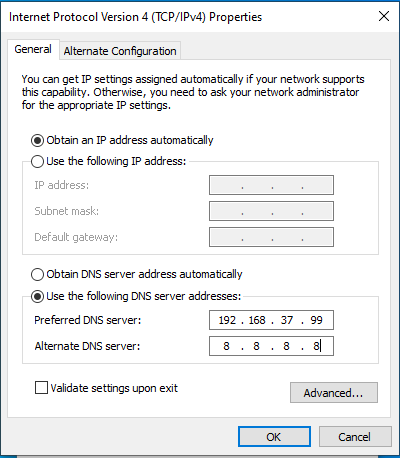 Internet Protocol Version 4 (TCP/IPv4) Properties
General
Alternate Configuration
You can get IP settings assigned automatically if your network supports
this capability. Otherwise, you need to ask your network administrator
for the appropriate IP settings.
Obtain an IP address automatically
Use the following IP address:
IP address:
. . .
Subnet mask:
. . .
Default gateway:
. . .
Obtain DNS server address automatically
Use the following DNS server addresses:
Preferred DNS server:
192 . 168 . 37 . 99
Alternate DNS server:
8 . 8 . 8 . 8
Validate settings upon exit
Advanced...
OK
Cancel